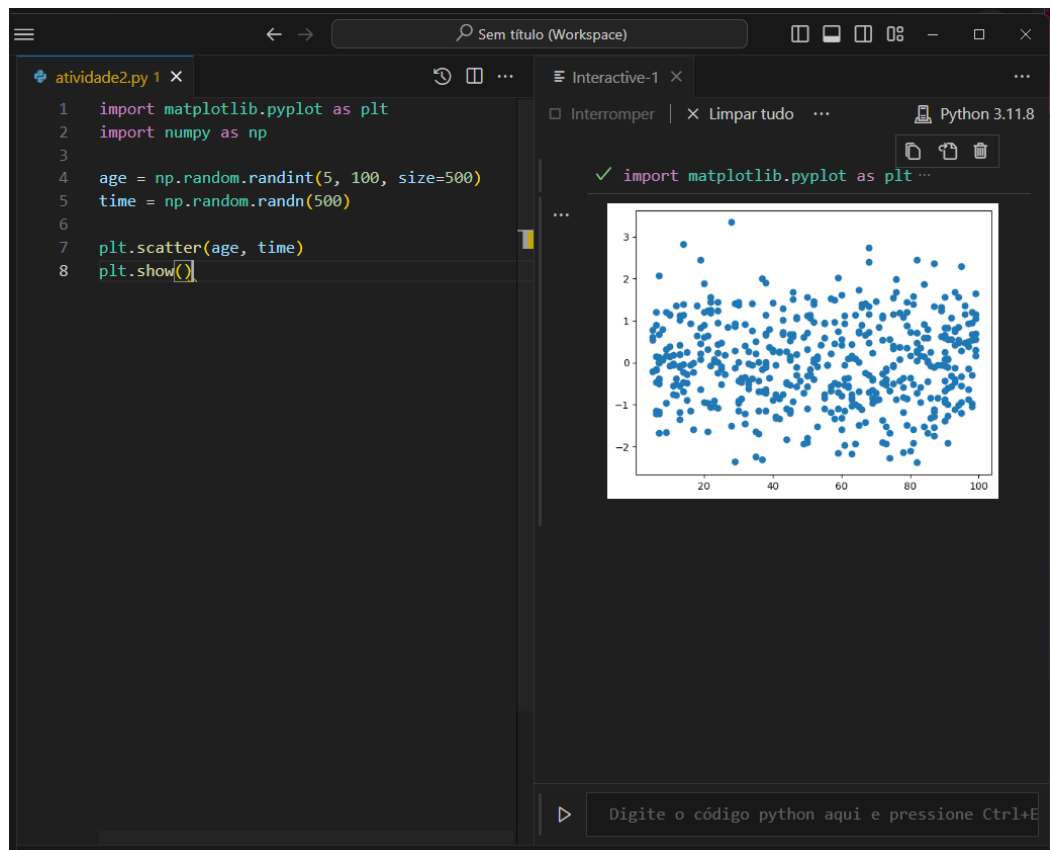 Sem título (Workspace)
atividade2.py 1
Interactive-1
1 import matplotlib.pyplot as plt
2 import numpy as np
3
4 age = np.random.randint(5, 100, size=500)
5 time = np.random.randn(500)
6
7 plt.scatter(age, time)
8 plt.show()
Interromper
Limpar tudo
Python 3.11.8
import matplotlib.pyplot as plt ...
3
2
1
0
−1
−2
20 40 60 80 100
Digite o código python aqui e pressione Ctrl+E